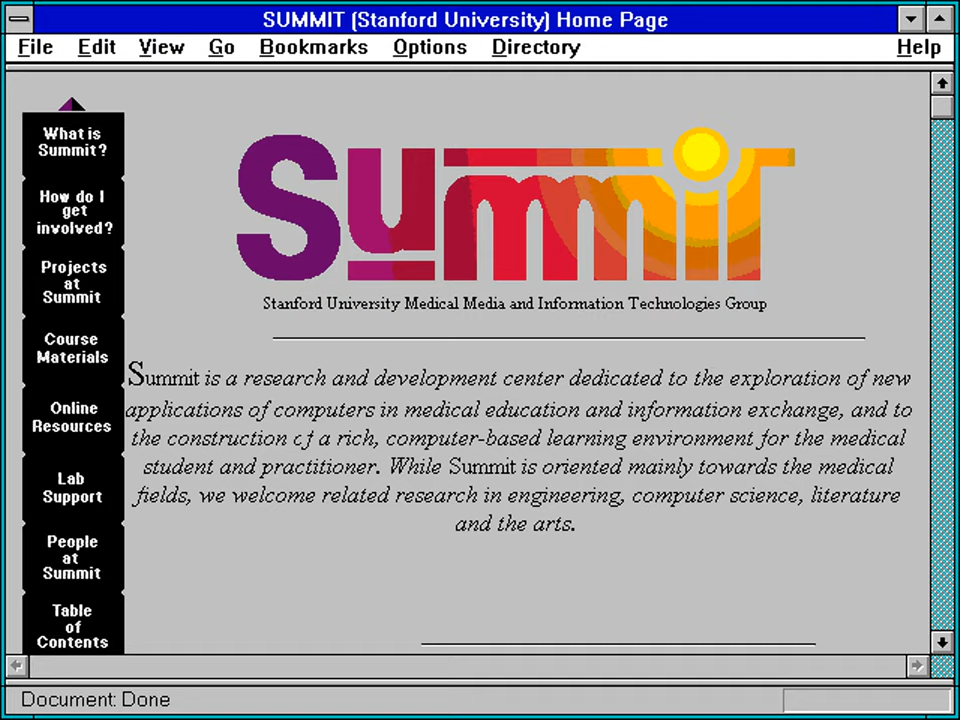 SUMMIT (Stanford University) Home Page
File Edit View Go Bookmarks Options Directory Help
What is
Summit?
How do I
get
involved?
Projects
at
Summit
Course
Materials
Online
Resources
Lab
Support
People
at
Summit
Table
of
Contents
Summit
Stanford University Medical Media and Information Technologies Group
Summit is a research and development center dedicated to the exploration of new
applications of computers in medical education and information exchange, and to
the construction of a rich, computer-based learning environment for the medical
student and practitioner. While Summit is oriented mainly towards the medical
fields, we welcome related research in engineering, computer science, literature
and the arts.
Document: Done